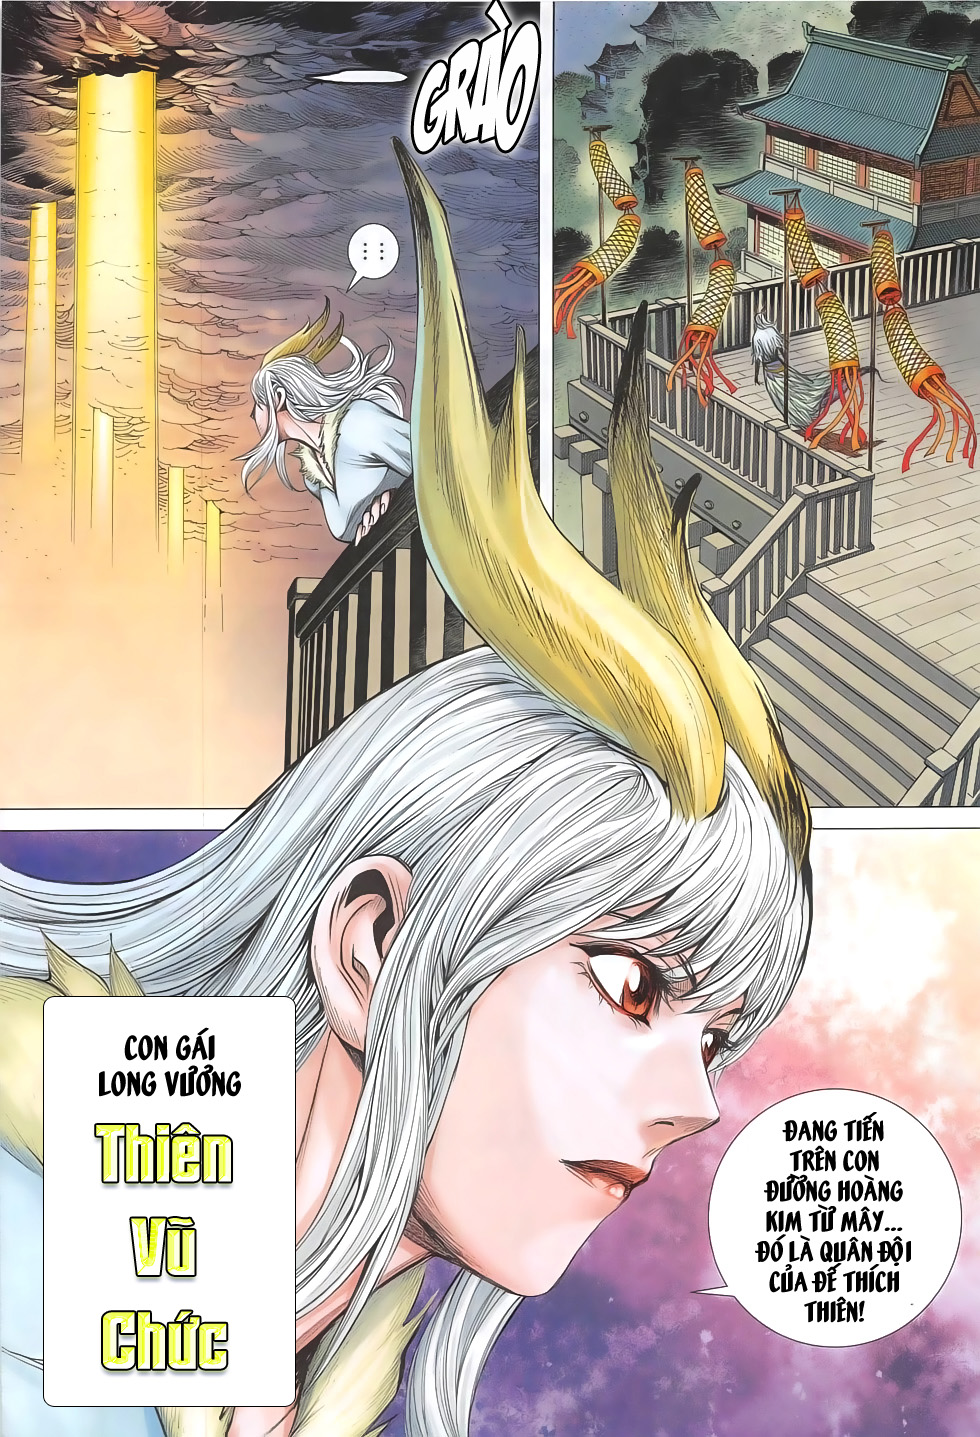 GRÀO
......
CON GÁI
LONG VƯƠNG
Thiên
Vũ
Chức
ĐANG TIẾN
TRÊN CON
ĐƯỜNG HOÀNG
KIM TỪ MÂY...
ĐÓ LÀ QUÂN ĐỘI
CỦA ĐẾ THÍCH
THIÊN!